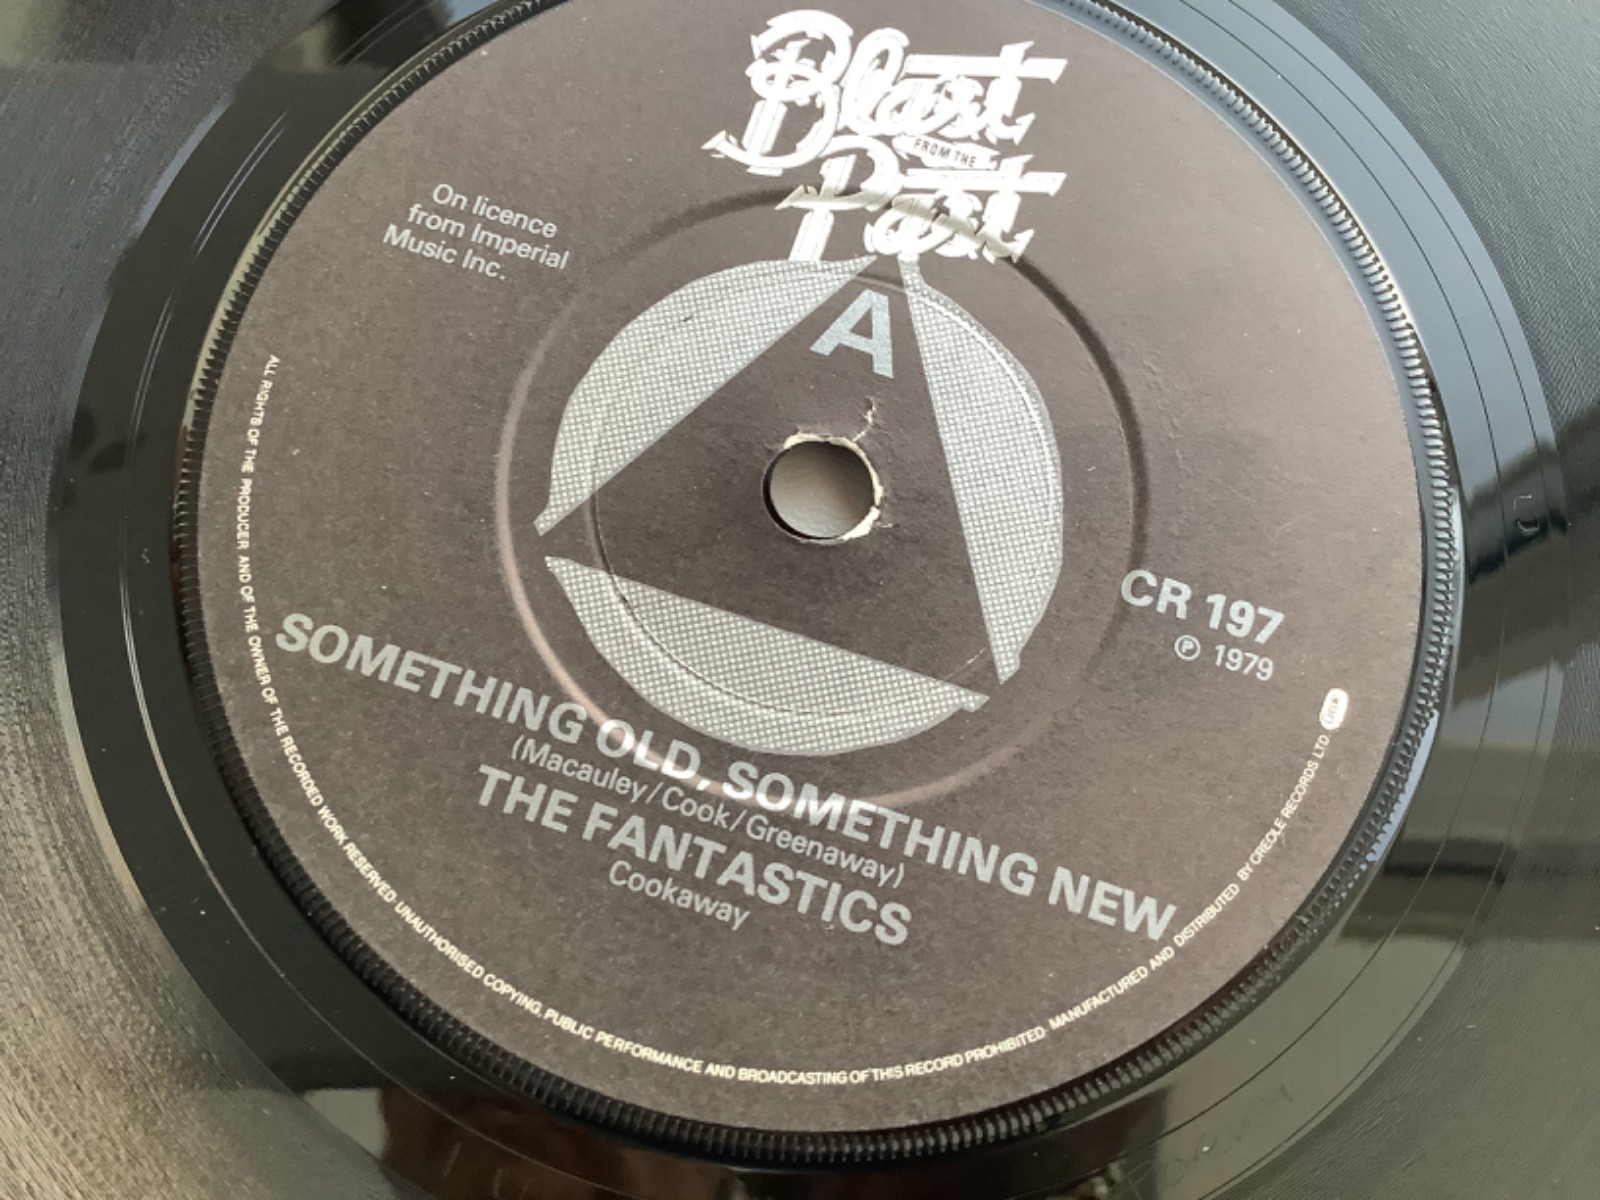 Blast
FROM THE
Past
On licence
from Imperial
Music Inc.
A
CR 197
℗ 1979
SOMETHING OLD, SOMETHING NEW
(Macauley/Cook/Greenaway)
THE FANTASTICS
Cookaway
ALL RIGHTS OF THE PRODUCER AND OF THE OWNER OF THE RECORDED WORK RESERVED. UNAUTHORISED COPYING, PUBLIC PERFORMANCE AND BROADCASTING OF THIS RECORD PROHIBITED. MANUFACTURED AND DISTRIBUTED BY CREOLE RECORDS LTD